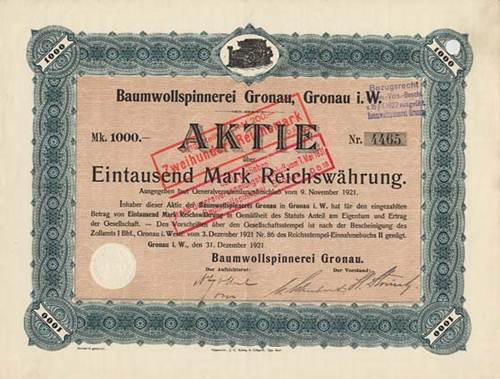 1000
1000
Baumwollspinnerei Gronau, Gronau i.W.
Bezugsrecht
Mk. 1000.—
AKTIE
Nr. 4465
Zweihundert Reichsmark
über
Eintausend Mark Reichswährung.
Ausgegeben laut Generalversammlungsbeschluß vom 9. November 1921.
Inhaber dieser Aktie der Baumwollspinnerei Gronau in Gronau i. W. hat für den eingezahlten
Betrag von Eintausend Mark Reichswährung in Gemäßheit des Statuts Anteil am Eigentum und Ertrag
der Gesellschaft. — Den Vorschriften über den Gesellschaftsstempel ist nach der Bescheinigung des
Zollamts I Bhf., Gronau i. Westf. vom 3. Dezember 1921 Nr. 86 des Reichsstempel-Einnahmebuchs II genügt.
Gronau i. W., den 31. Dezember 1921.
Baumwollspinnerei Gronau.
Der Aufsichtsrat:
Der Vorstand:
1000
1000